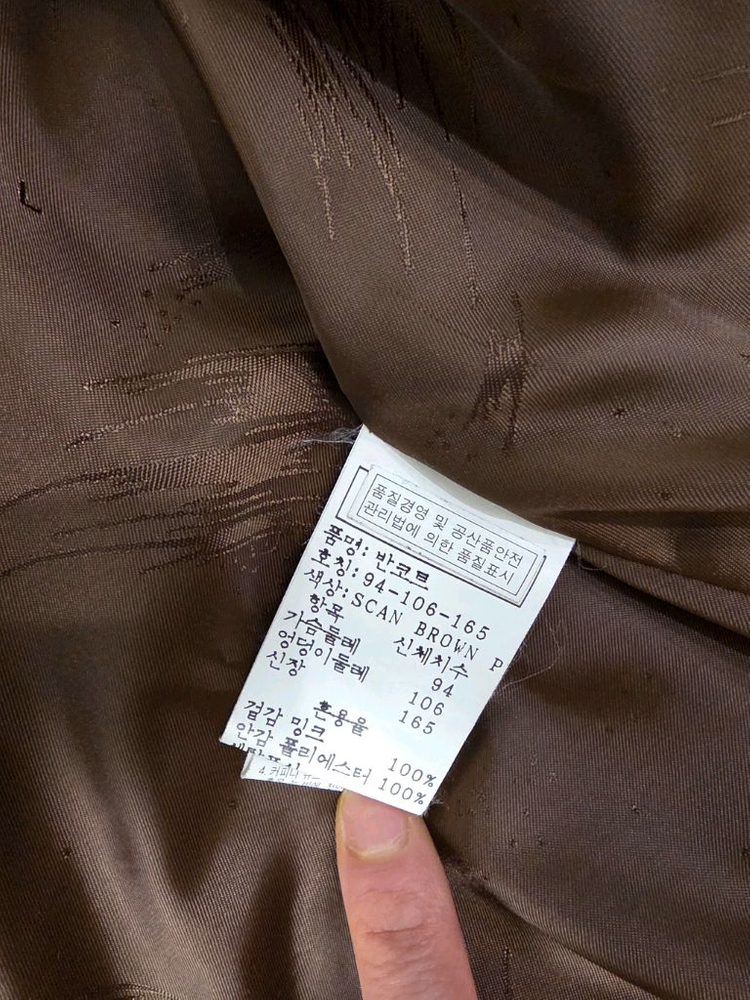 품질경영 및 공산품안전
관리법에 의한 품질표시
품명: 반코트
호칭: 94-106-165
색상: SCAN BROWN P
항목 신체치수
가슴둘레 94
엉덩이둘레 106
신장 165
혼용율
겉감 밍크 100%
안감 폴리에스터 100%